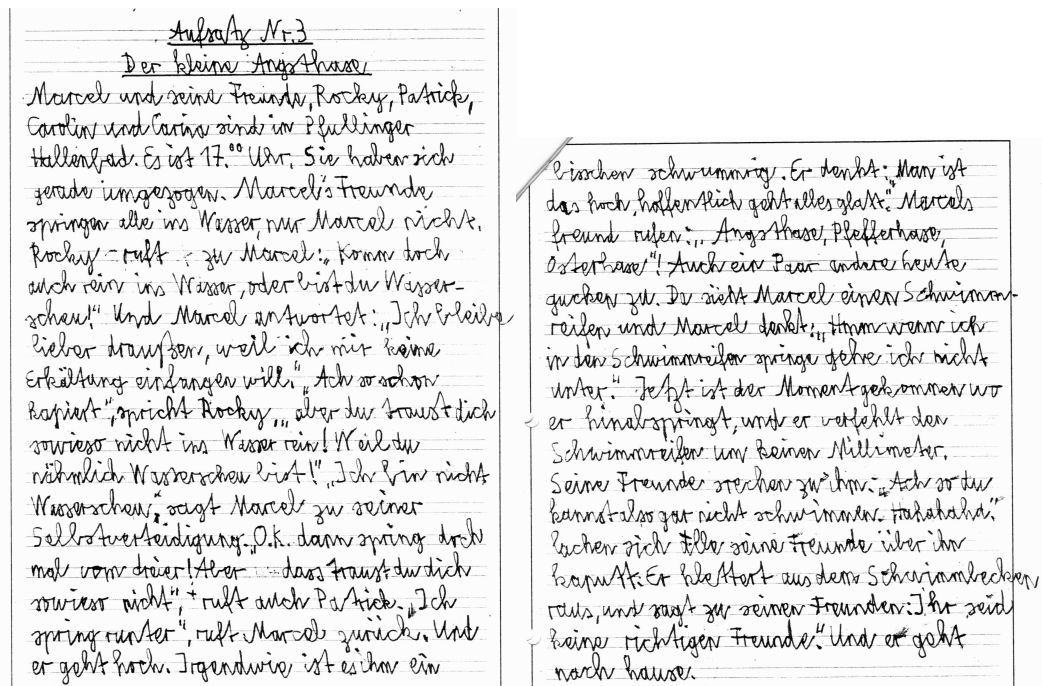 Aufsatz Nr.3
Der kleine Angsthase
Marcel und seine Freunde, Rocky, Patrick,
Carolin und Carina sind im Pfullinger
Hallenbad. Es ist 17.⁰⁰ Uhr. Sie haben sich
gerade umgezogen. Marcel's Freunde
springen alle ins Wasser, nur Marcel nicht.
Rocky ruft zu Marcel: „Komm doch
auch rein ins Wasser, oder bist du Wasser-
scheu!" Und Marcel antwortet: „Ich bleibe
lieber draußen, weil ich mir keine
Erkältung einfangen will." „Ach so schon
kapiert", spricht Rocky, „aber du traust dich
sowieso nicht ins Wasser rein! Weil du
nähmlich Wasserscheu bist!" „Ich bin nicht
Wasserscheu", sagt Marcel zu seiner
Selbstverteidigung. „O.K. dann spring doch
mal vom dreier! Aber dass traust du dich
sowieso nicht", ruft auch Patrick. „Ich
spring runter", ruft Marcel zurück. Und
er geht hoch. Irgendwie ist es ihm ein
bisschen schwummrig. Er denkt: „Man ist
das hoch, hoffentlich geht alles glatt." Marcels
freund rufen: „Angsthase, Pfefferhase,
Osterhase"! Auch ein Paar andere heute
gucken zu. Da sieht Marcel einen Schwimm-
reifen und Marcel denkt: „Hmm wenn ich
in den Schwimmreifen springe gehe ich nicht
unter." Jetzt ist der Moment gekommen wo
er hinabspringt, und er verfehlt den
Schwimmreifen um keinen Millimeter.
Seine Freunde srechen zu ihm: „Ach so du
kannst also gar nicht schwimmen. Hahahaha."
lachen sich Alle seine Freunde über ihn
kaputt. Er klettert aus dem Schwimmbecken
raus, und sagt zu seinen Freunden: Ihr seid
keine richtigen Freunde." Und er geht
nach hause.